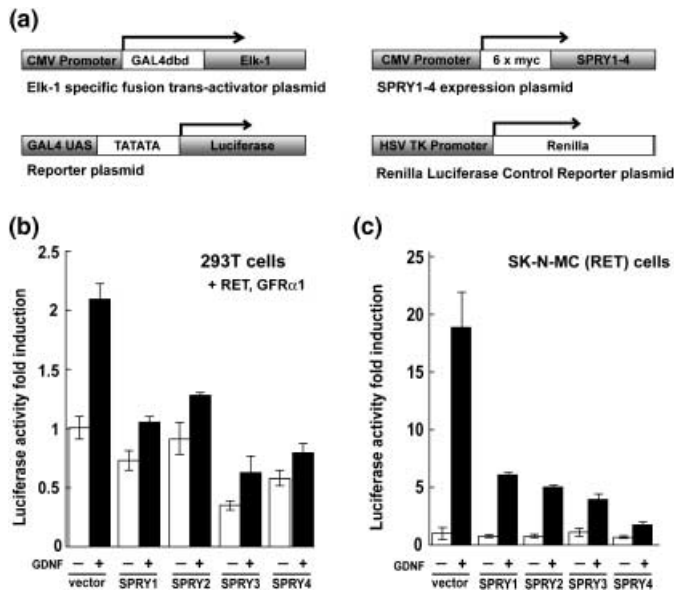 (a)
CMV Promoter GAL4dbd Elk-1
Elk-1 specific fusion trans-activator plasmid
CMV Promoter 6 x myc SPRY1-4
SPRY1-4 expression plasmid
GAL4 UAS TATATA Luciferase
Reporter plasmid
HSV TK Promoter Renilla
Renilla Luciferase Control Reporter plasmid
(b)
293T cells
+ RET, GFRα1
Luciferase activity fold induction
2.5
2
1.5
1
0.5
0
GDNF − + − + − + − + − +
vector SPRY1 SPRY2 SPRY3 SPRY4
(c)
SK-N-MC (RET) cells
Luciferase activity fold induction
25
20
15
10
5
0
GDNF − + − + − + − + − +
vector SPRY1 SPRY2 SPRY3 SPRY4